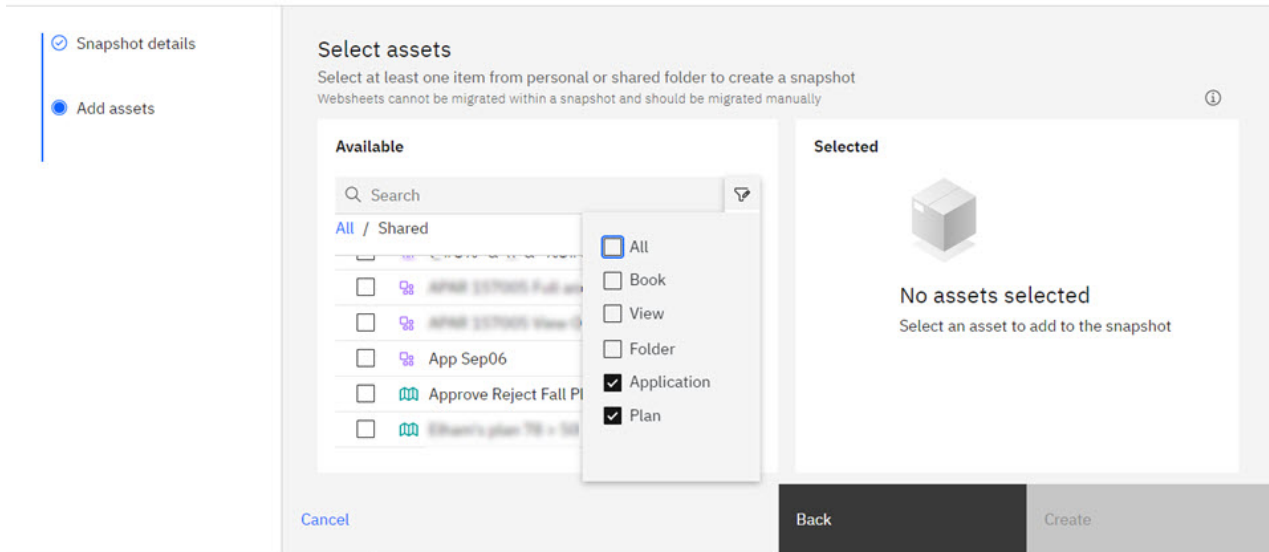 Snapshot details
Add assets
Select assets
Select at least one item from personal or shared folder to create a snapshot
Websheets cannot be migrated within a snapshot and should be migrated manually
Available
Search
All / Shared
App Sep06
Approve Reject Fall Pl
All
Book
View
Folder
Application
Plan
Selected
No assets selected
Select an asset to add to the snapshot
Cancel
Back
Create